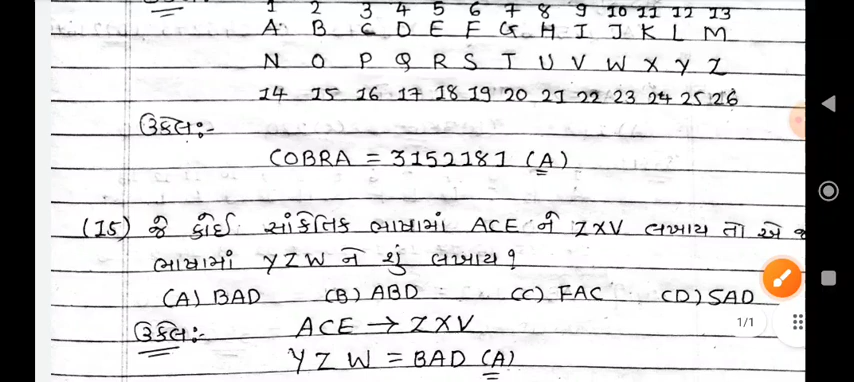 1 2 3 4 5 6 7 8 9 10 11 12 13
A B C D E F G H I J K L M
N O P Q R S T U V W X Y Z
14 15 16 17 18 19 20 21 22 23 24 25 26
ઉકેલ:-
COBRA = 3152181 (A)
(15) જે કોઈ સાંકેતિક ભાષામાં ACE ને ZXV લખાય તો એ જ
ભાષામાં YZW ને શું લખાય ?
(A) BAD (B) ABD (C) FAC (D) SAD
1/1
ઉકેલ:- ACE → ZXV
YZW = BAD (A)